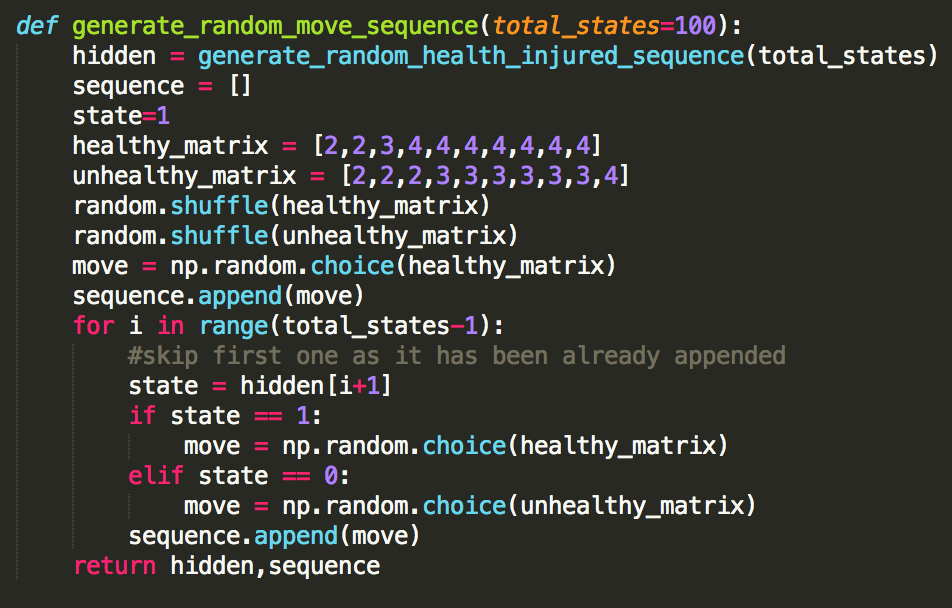 def generate_random_move_sequence(total_states=100):
    hidden = generate_random_health_injured_sequence(total_states)
    sequence = []
    state=1
    healthy_matrix = [2,2,3,4,4,4,4,4,4,4]
    unhealthy_matrix = [2,2,2,3,3,3,3,3,3,4]
    random.shuffle(healthy_matrix)
    random.shuffle(unhealthy_matrix)
    move = np.random.choice(healthy_matrix)
    sequence.append(move)
    for i in range(total_states-1):
        #skip first one as it has been already appended
        state = hidden[i+1]
        if state == 1:
            move = np.random.choice(healthy_matrix)
        elif state == 0:
            move = np.random.choice(unhealthy_matrix)
        sequence.append(move)
    return hidden,sequence